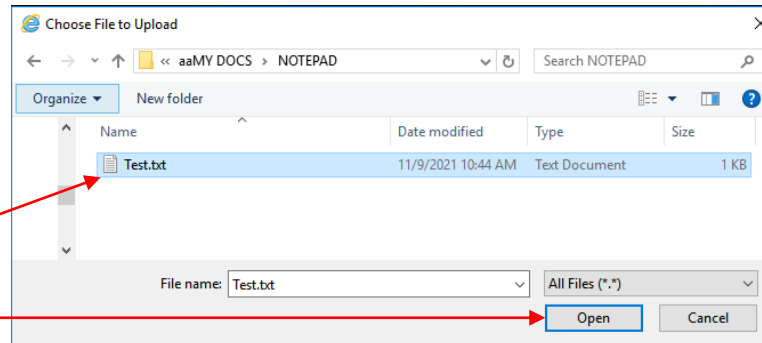 Choose File to Upload
« aaMY DOCS > NOTEPAD
Search NOTEPAD
Organize
New folder
Name Date modified Type Size
Test.txt 11/9/2021 10:44 AM Text Document 1 KB
File name: Test.txt All Files (*.*)
Open Cancel